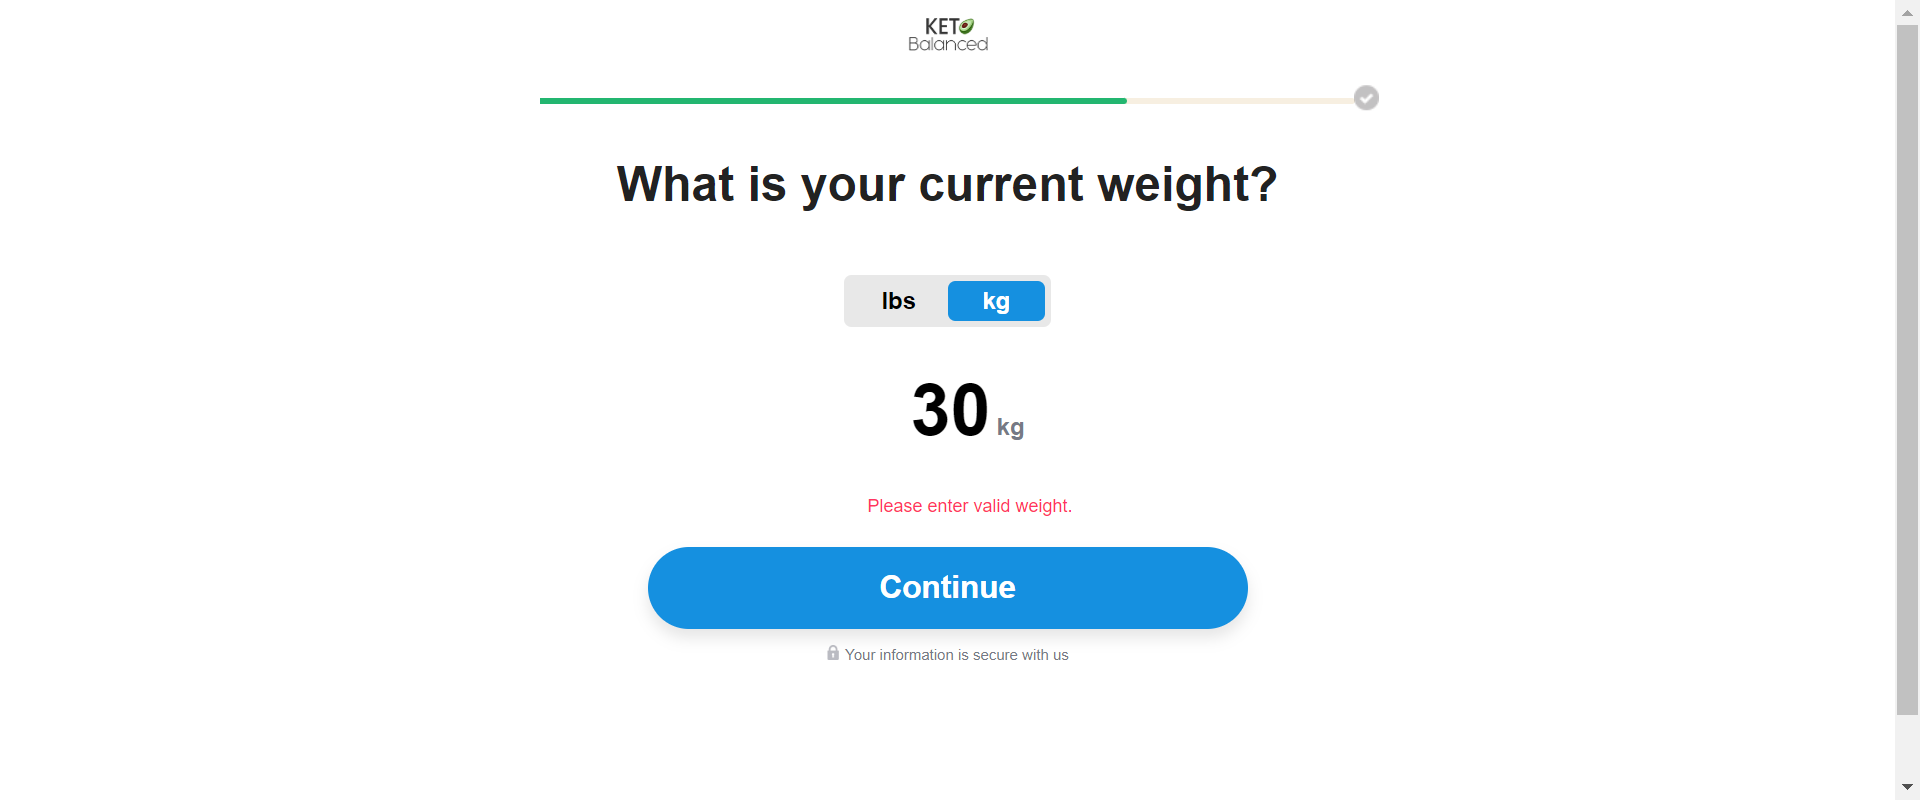 KETO
Balanced
What is your current weight?
lbs kg
30 kg
Please enter valid weight.
Continue
Your information is secure with us